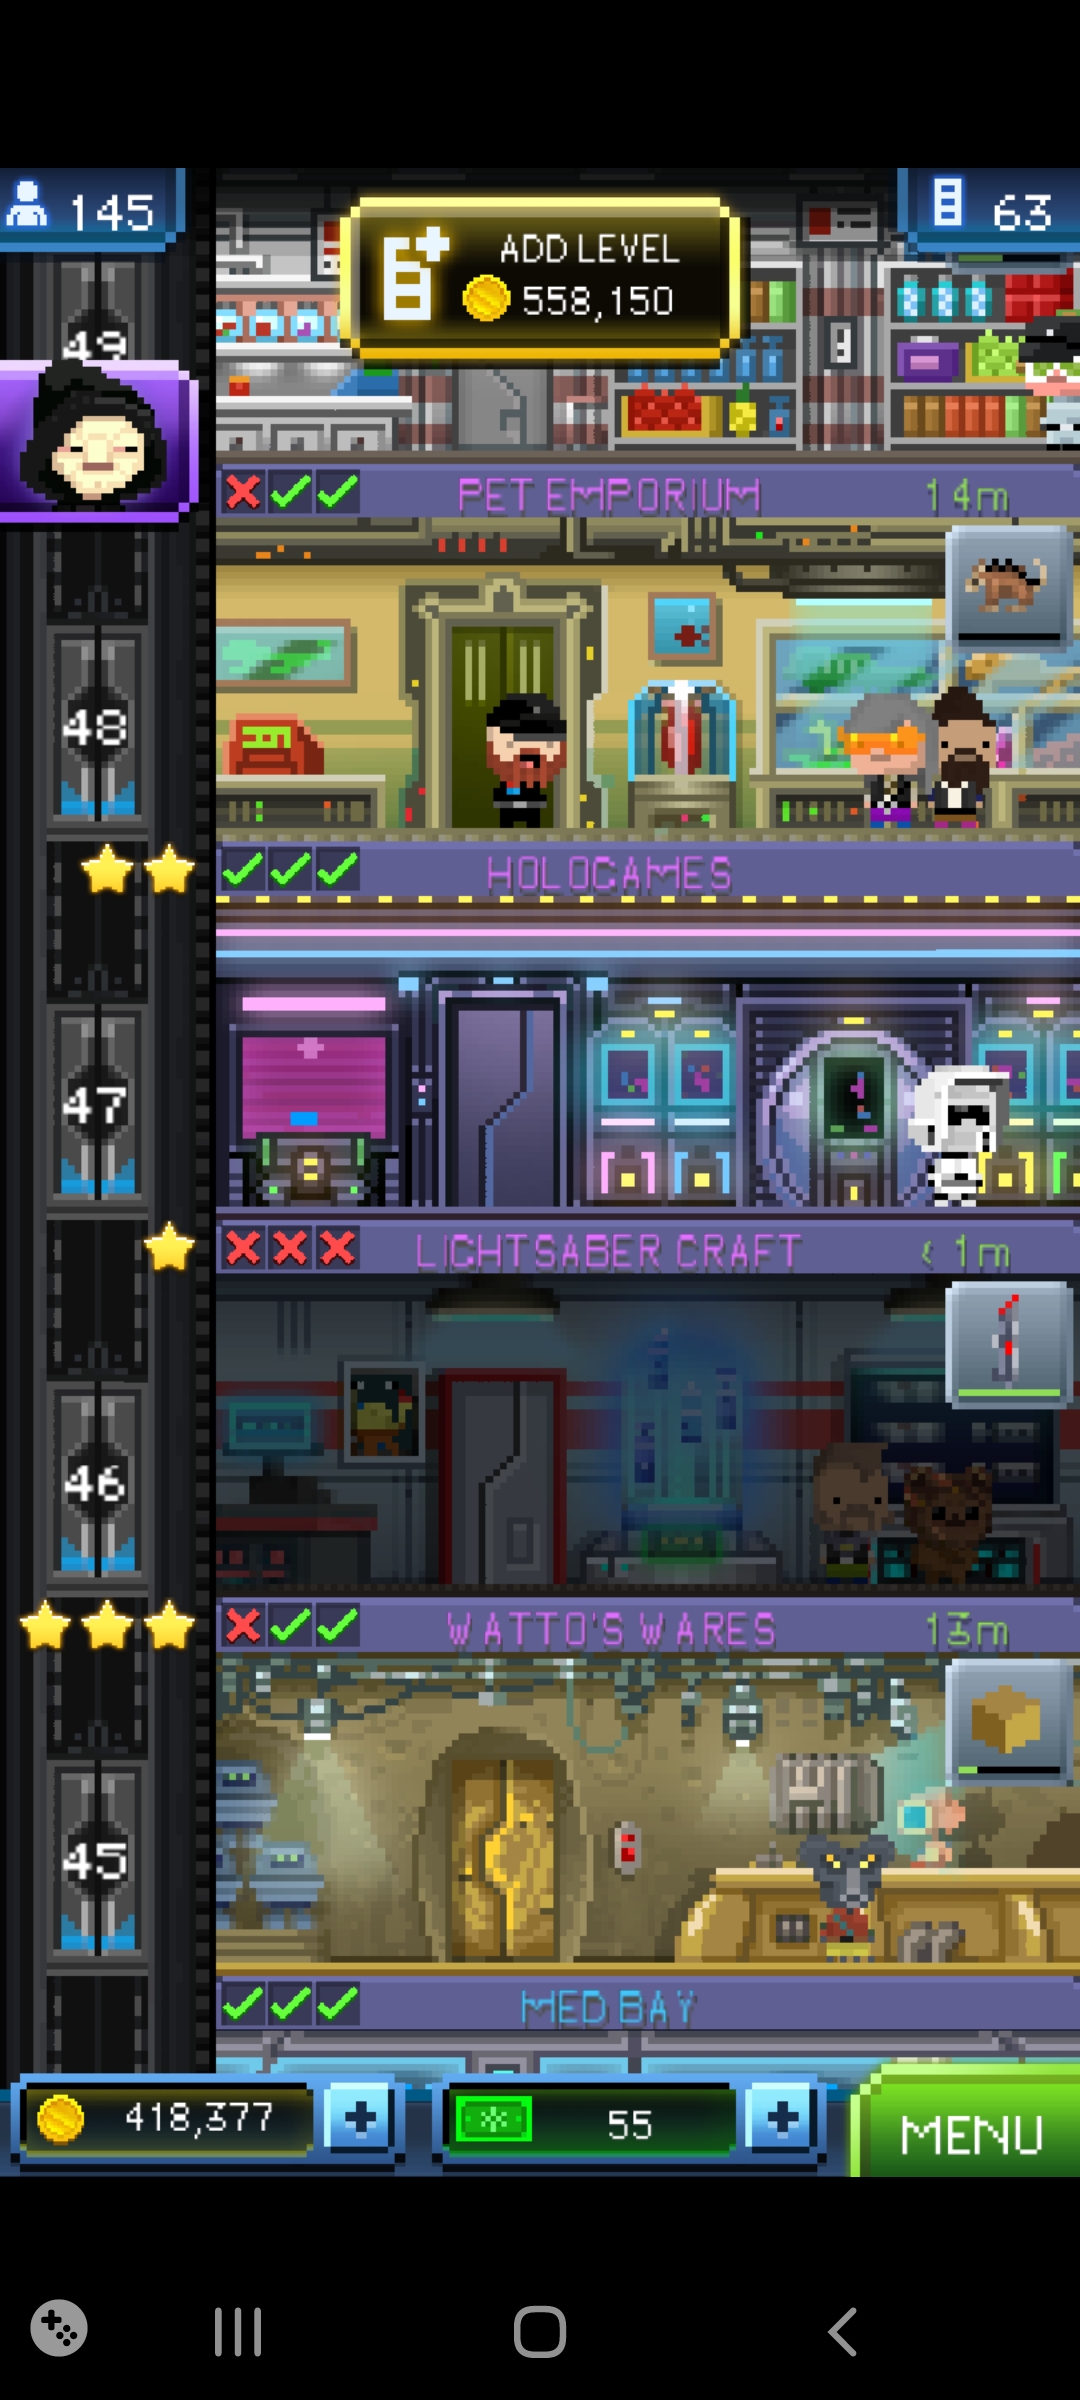 145
63
ADD LEVEL
558,150
49
PET EMPORIUM
14m
48
HOLOGAMES
47
LIGHTSABER CRAFT
< 1m
46
WATTO'S WARES
13m
45
MED BAY
418,377
55
MENU